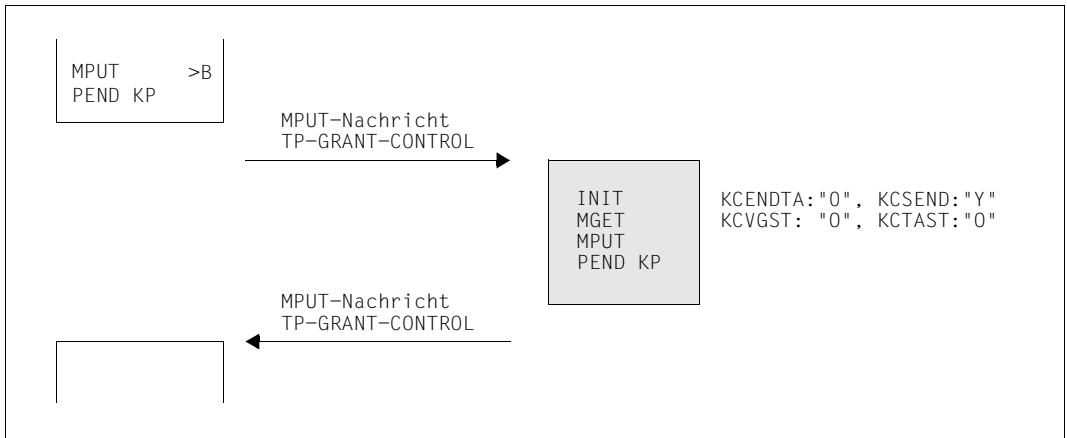 MPUT >B
PEND KP
MPUT-Nachricht
TP-GRANT-CONTROL
INIT KCENDTA:"O", KCSEND:"Y"
MGET KCVGST: "O", KCTAST:"O"
MPUT
PEND KP
MPUT-Nachricht
TP-GRANT-CONTROL